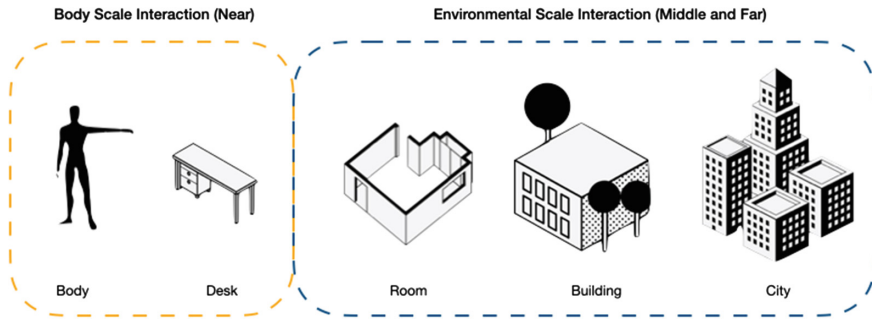 Body Scale Interaction (Near)
Environmental Scale Interaction (Middle and Far)
Body
Desk
Room
Building
City